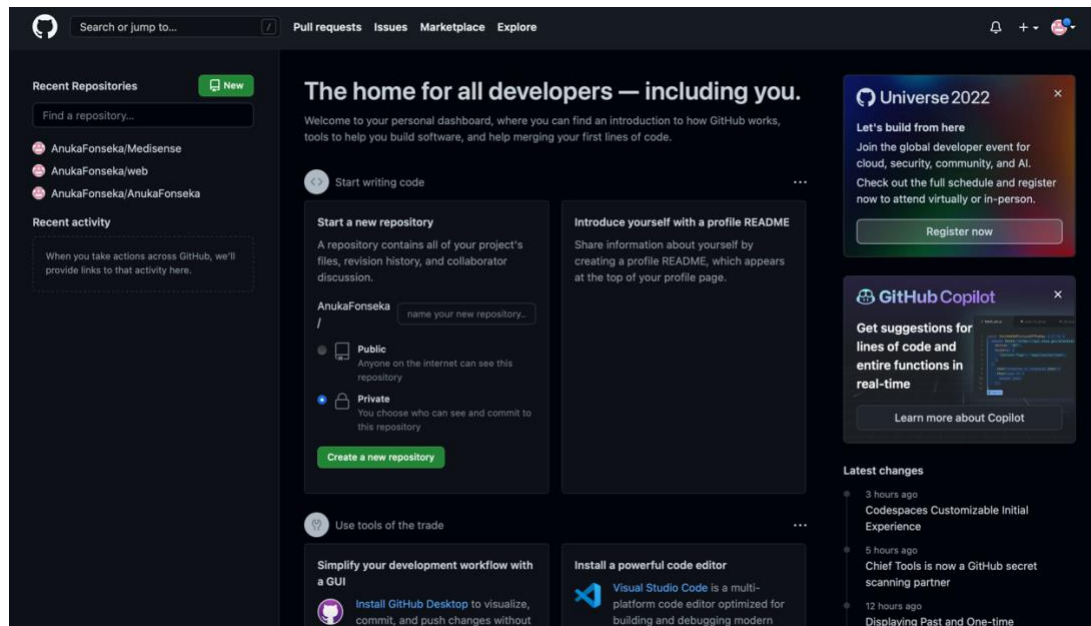 Search or jump to...
/
Pull requests Issues Marketplace Explore
Recent Repositories
New
Find a repository...
AnukaFonseka/Medisense
AnukaFonseka/web
AnukaFonseka/AnukaFonseka
Recent activity
When you take actions across GitHub, we'll
provide links to that activity here.
The home for all developers — including you.
Welcome to your personal dashboard, where you can find an introduction to how GitHub works,
tools to help you build software, and help merging your first lines of code.
Start writing code
Start a new repository
A repository contains all of your project's
files, revision history, and collaborator
discussion.
AnukaFonseka
/
name your new repository...
Public
Anyone on the internet can see this
repository
Private
You choose who can see and commit to
this repository
Create a new repository
Introduce yourself with a profile README
Share information about yourself by
creating a profile README, which appears
at the top of your profile page.
Use tools of the trade
Simplify your development workflow with
a GUI
Install GitHub Desktop to visualize,
commit, and push changes without
Install a powerful code editor
Visual Studio Code is a multi-
platform code editor optimized for
building and debugging modern
Universe 2022
Let's build from here
Join the global developer event for
cloud, security, community, and AI.
Check out the full schedule and register
now to attend virtually or in-person.
Register now
GitHub Copilot
Get suggestions for
lines of code and
entire functions in
real-time
Learn more about Copilot
Latest changes
3 hours ago
Codespaces Customizable Initial
Experience
5 hours ago
Chief Tools is now a GitHub secret
scanning partner
12 hours ago
Displaying Past and One-time